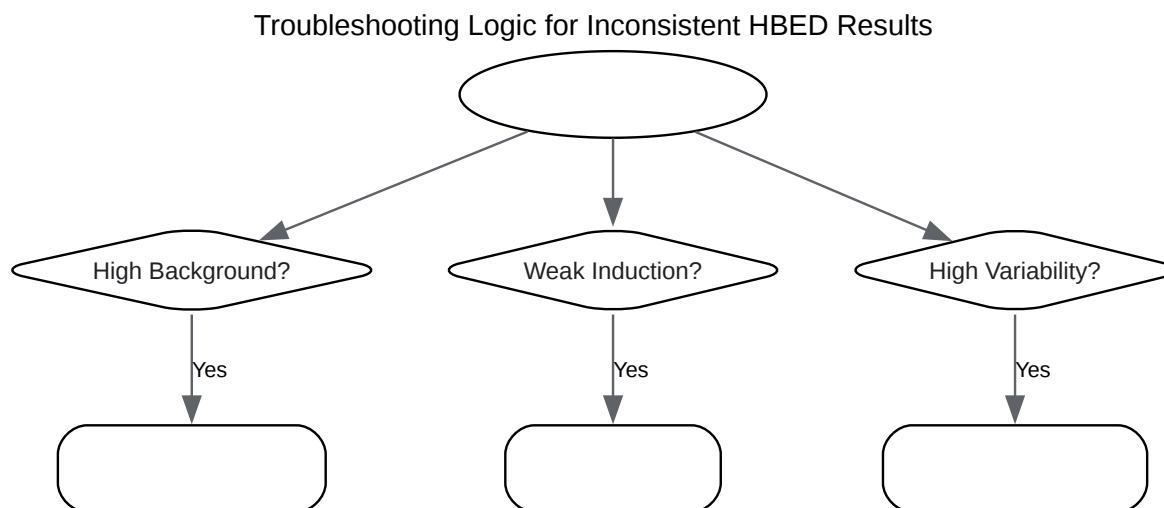 Troubleshooting Logic for Inconsistent HBED Results
High Background?
Weak Induction?
High Variability?
Yes
Yes
Yes